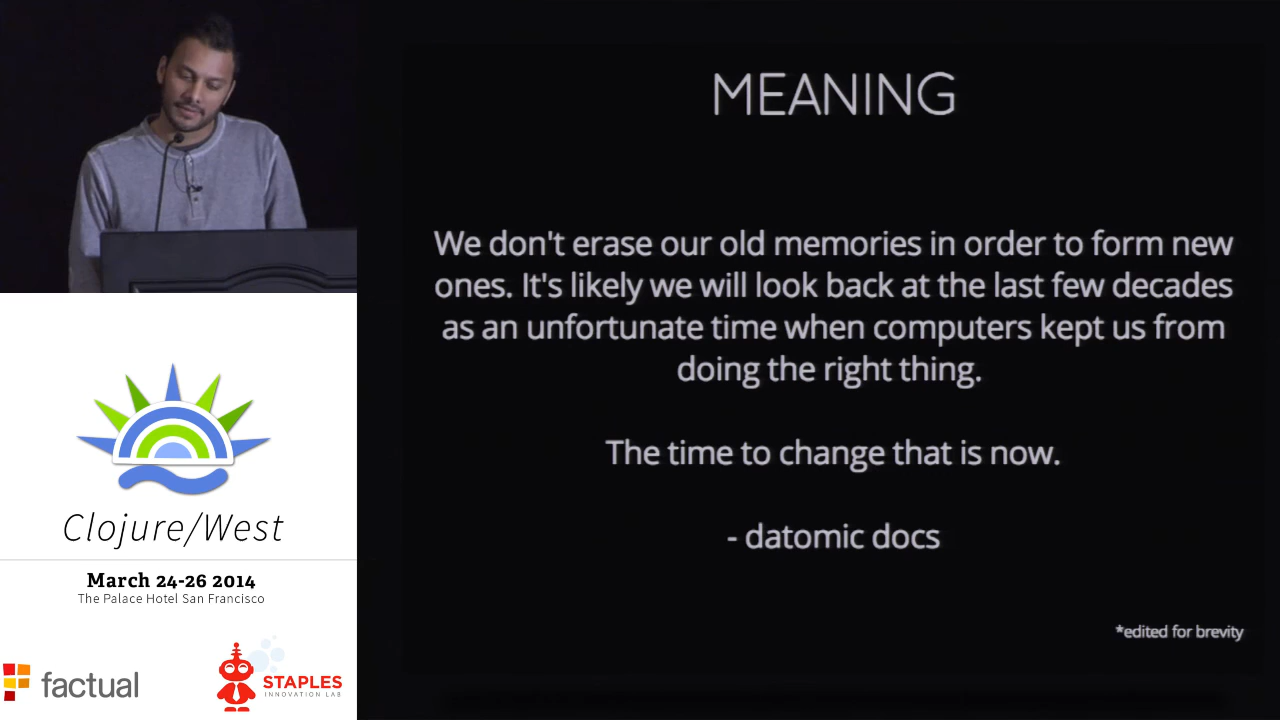 MEANING
We don't erase our old memories in order to form new
ones. It's likely we will look back at the last few decades
as an unfortunate time when computers kept us from
doing the right thing.
The time to change that is now.
- datomic docs
*edited for brevity
Clojure/West
March 24-26 2014
The Palace Hotel San Francisco
factual
STAPLES
INNOVATION LAB